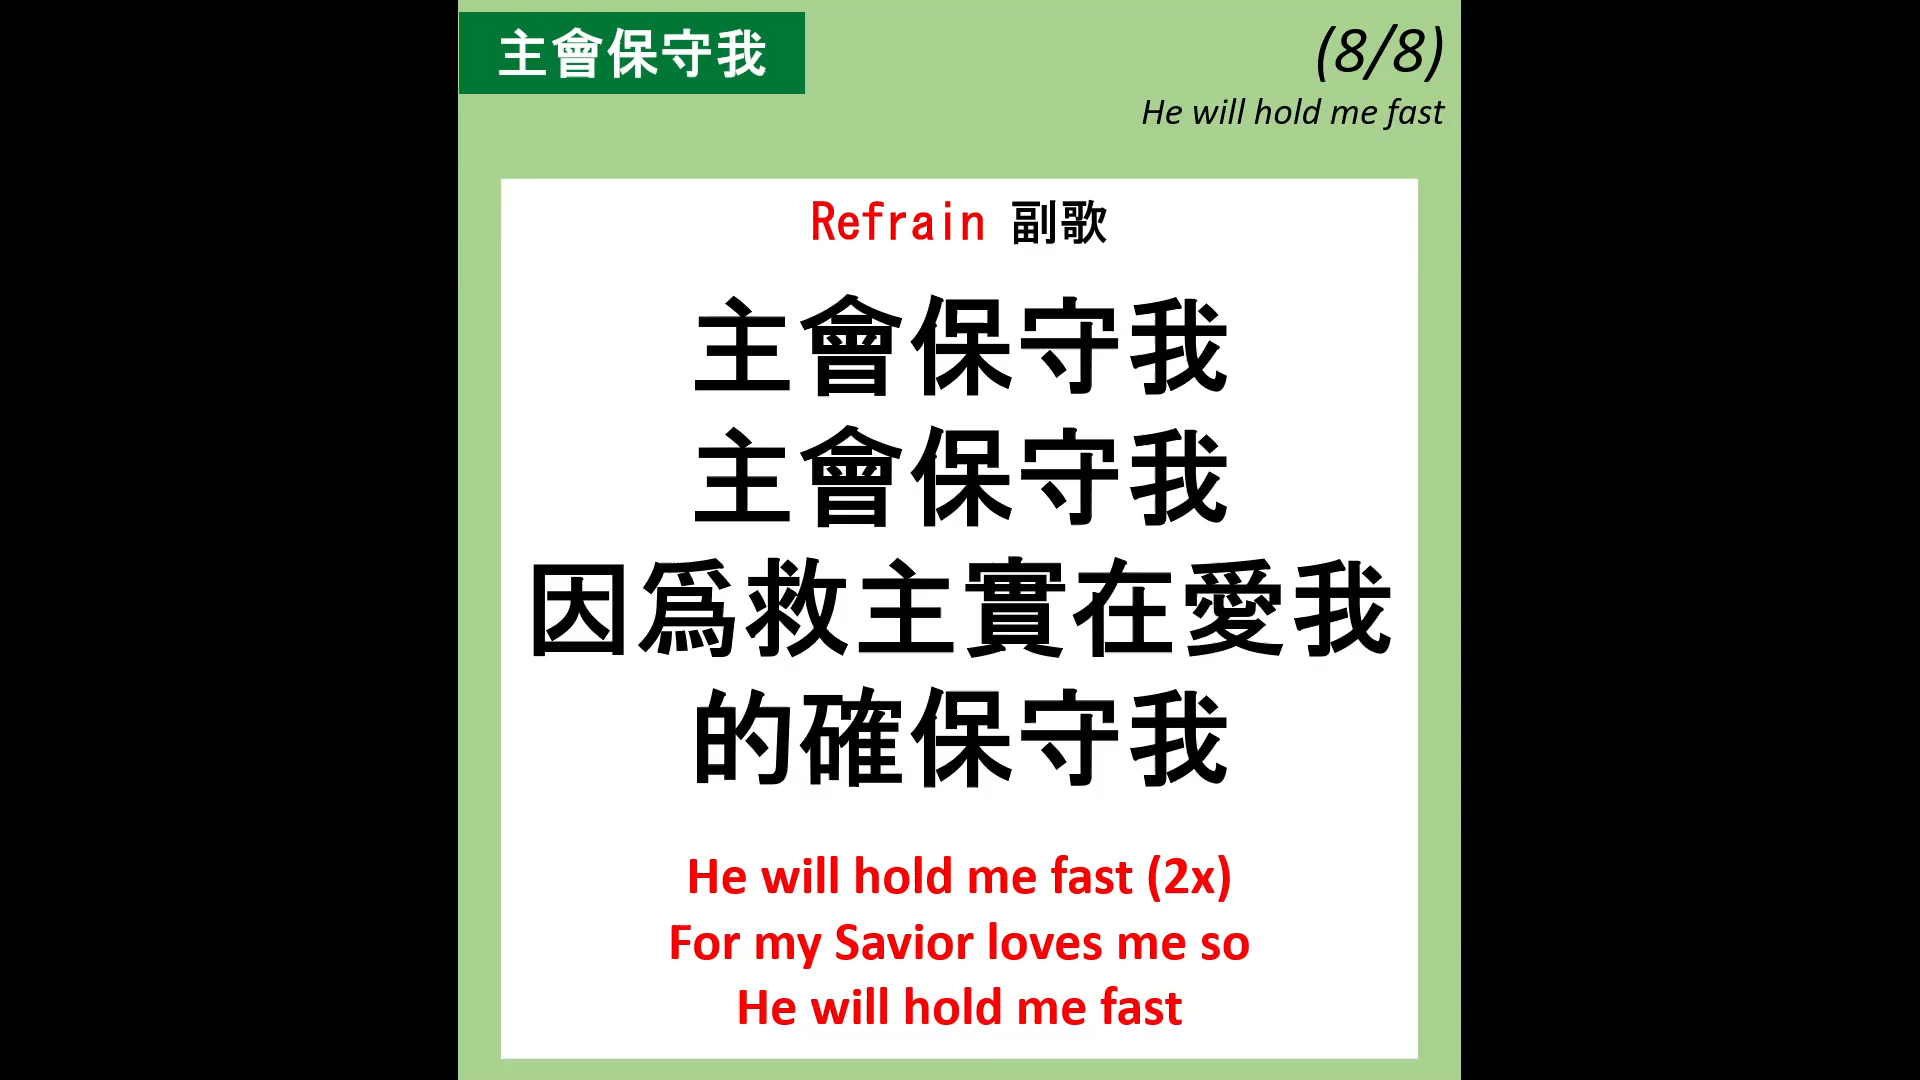 主會保守我
(8/8)
He will hold me fast
Refrain 副歌
主會保守我
主會保守我
因爲救主實在愛我
的確保守我
He will hold me fast (2x)
For my Savior loves me so
He will hold me fast